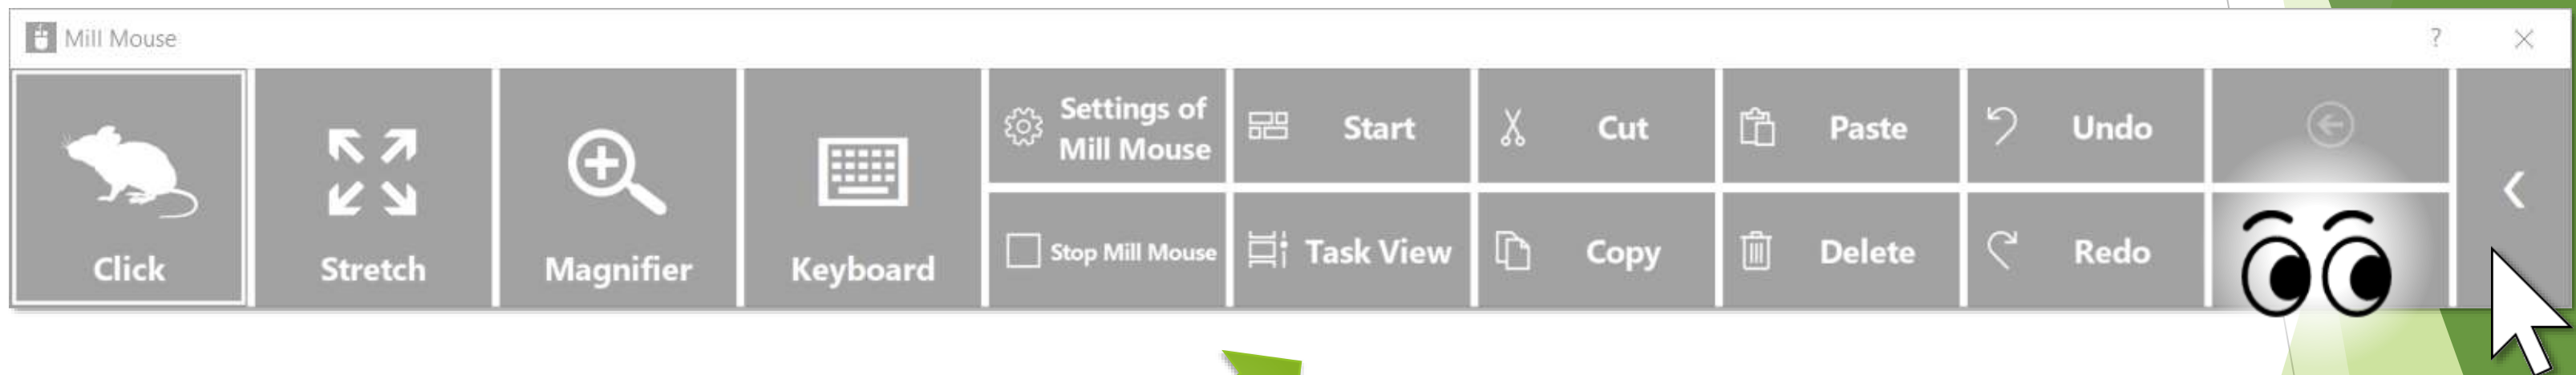 Mill Mouse
?
Click
Stretch
Magnifier
Keyboard
Settings of
Mill Mouse
Start
Cut
Paste
Undo
Stop Mill Mouse
Task View
Copy
Delete
Redo